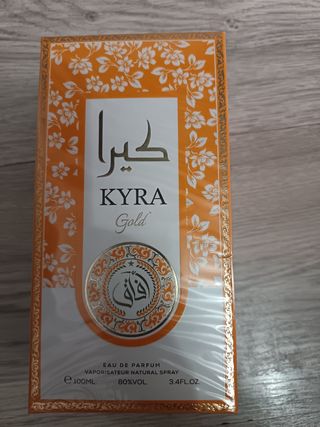 كيرا
KYRA
Gold
EAU DE PARFUM
VAPORISATEUR NATURAL SPRAY
℮ 100ML 80%VOL 3.4FL.OZ.